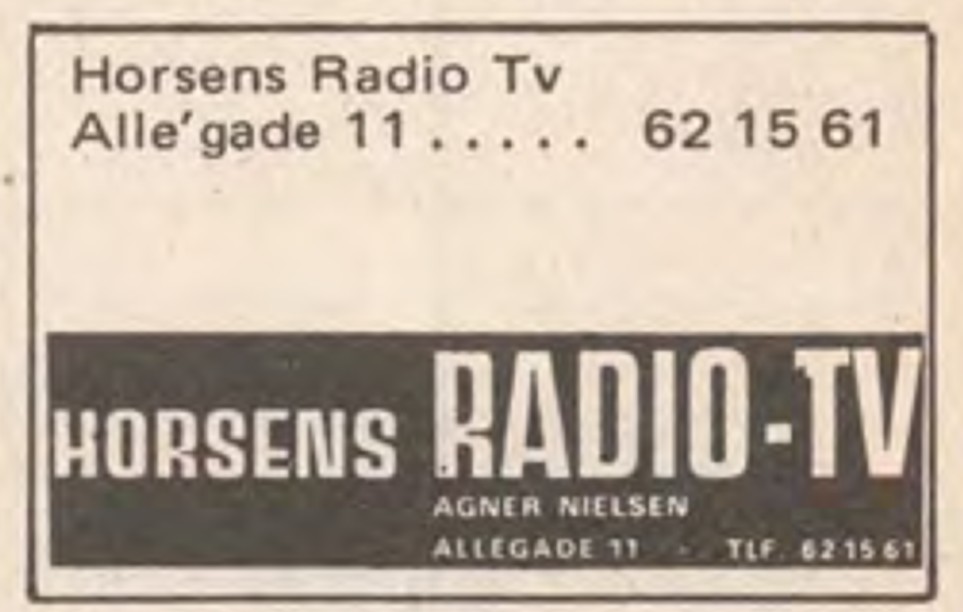 Horsens Radio Tv
Alle'gade 11 ..... 62 15 61
HORSENS RADIO-TV
AGNER NIELSEN
ALLEGADE 11 - TLF. 62 15 61